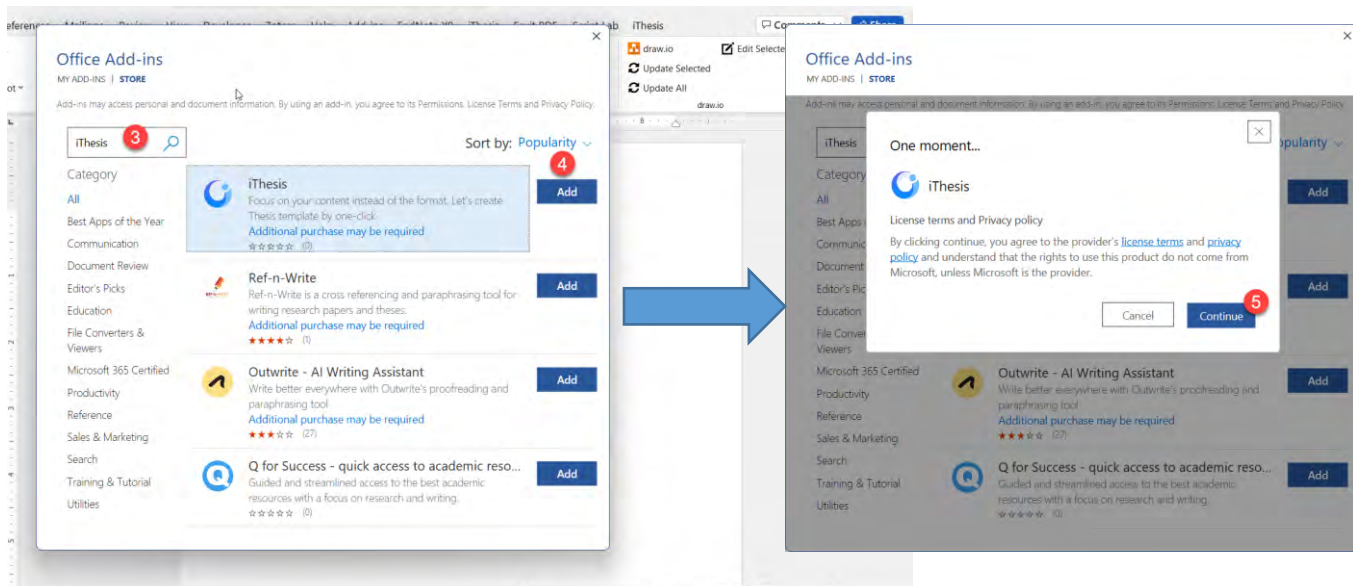 Mailings Review View Developer Zotero Help Add-ins EndNote X9 iThesis Foxit PDF Script Lab iThesis
Comments Share
draw.io Edit Selected
Update Selected
Update All
draw.io
Office Add-ins
MY ADD-INS | STORE
Add-ins may access personal and document information. By using an add-in, you agree to its Permissions, License Terms and Privacy Policy.
iThesis 3
Sort by: Popularity
4
Category
All
Best Apps of the Year
Communication
Document Review
Editor's Picks
Education
File Converters &
Viewers
Microsoft 365 Certified
Productivity
Reference
Sales & Marketing
Search
Training & Tutorial
Utilities
iThesis
Focus on your content instead of the format. Let's create
Thesis template by one-click.
Additional purchase may be required
(0)
Add
Ref-n-Write
Ref-n-Write is a cross referencing and paraphrasing tool for
writing research papers and theses.
Additional purchase may be required
(1)
Add
Outwrite - AI Writing Assistant
Write better everywhere with Outwrite's proofreading and
paraphrasing tool
Additional purchase may be required
(27)
Add
Q for Success - quick access to academic reso...
Guided and streamlined access to the best academic
resources with a focus on research and writing.
(0)
Add
Office Add-ins
MY ADD-INS | STORE
Add-ins may access personal and document information. By using an add-in, you agree to its Permissions, License Terms and Privacy Policy.
iThesis
opularity
Category
All
Best Apps
Communic
Document
Editor's Pic
Education
File Conver
Viewers
Microsoft 365 Certified
Productivity
Reference
Sales & Marketing
Search
Training & Tutorial
Utilities
Add
Add
One moment...
iThesis
License terms and Privacy policy
By clicking continue, you agree to the provider's license terms and privacy
policy and understand that the rights to use this product do not come from
Microsoft, unless Microsoft is the provider.
5
Cancel Continue
Outwrite - AI Writing Assistant
Write better everywhere with Outwrite's proofreading and
paraphrasing tool
Additional purchase may be required
(27)
Add
Q for Success - quick access to academic reso...
Guided and streamlined access to the best academic
resources with a focus on research and writing.
(0)
Add